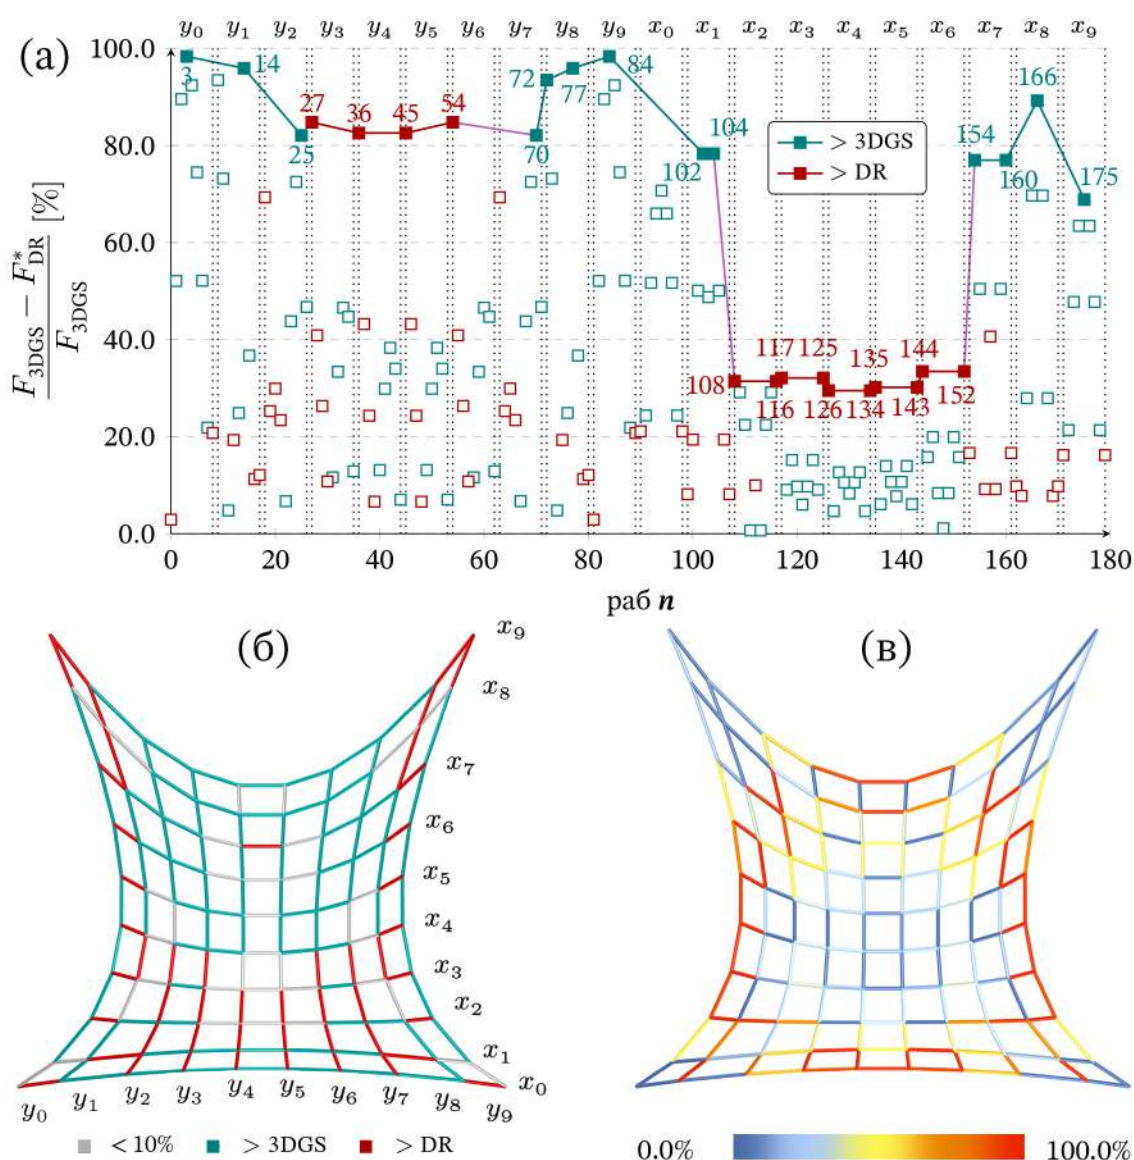 y₀ y₁ y₂ y₃ y₄ y₅ y₆ y₇ y₈ y₉ x₀ x₁ x₂ x₃ x₄ x₅ x₆ x₇ x₈ x₉
(а)
100.0
80.0
60.0
40.0
20.0
0.0
F₃DGS − F*DR
F₃DGS
[%]
3 14 25 27 36 45 54 70 72 77 84 102 104 108 116 117 125 126 134 135 143 144 152 154 160 166 175
> 3DGS
> DR
0 20 40 60 80 100 120 140 160 180
раб n
(б)
x₉
x₈
x₇
x₆
x₅
x₄
x₃
x₂
x₁
x₀
y₀ y₁ y₂ y₃ y₄ y₅ y₆ y₇ y₈ y₉
< 10% > 3DGS > DR
(в)
0.0% 100.0%